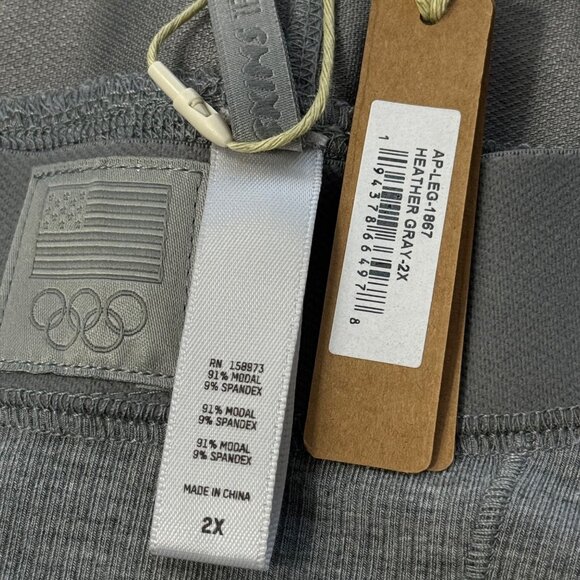 RN 158973
91% MODAL
9% SPANDEX
91% MODAL
9% SPANDEX
91% MODAL
9% SPANDEX
MADE IN CHINA
2X
AP-LEG-1867
HEATHER GRAY-2X
1 94378 66497 8